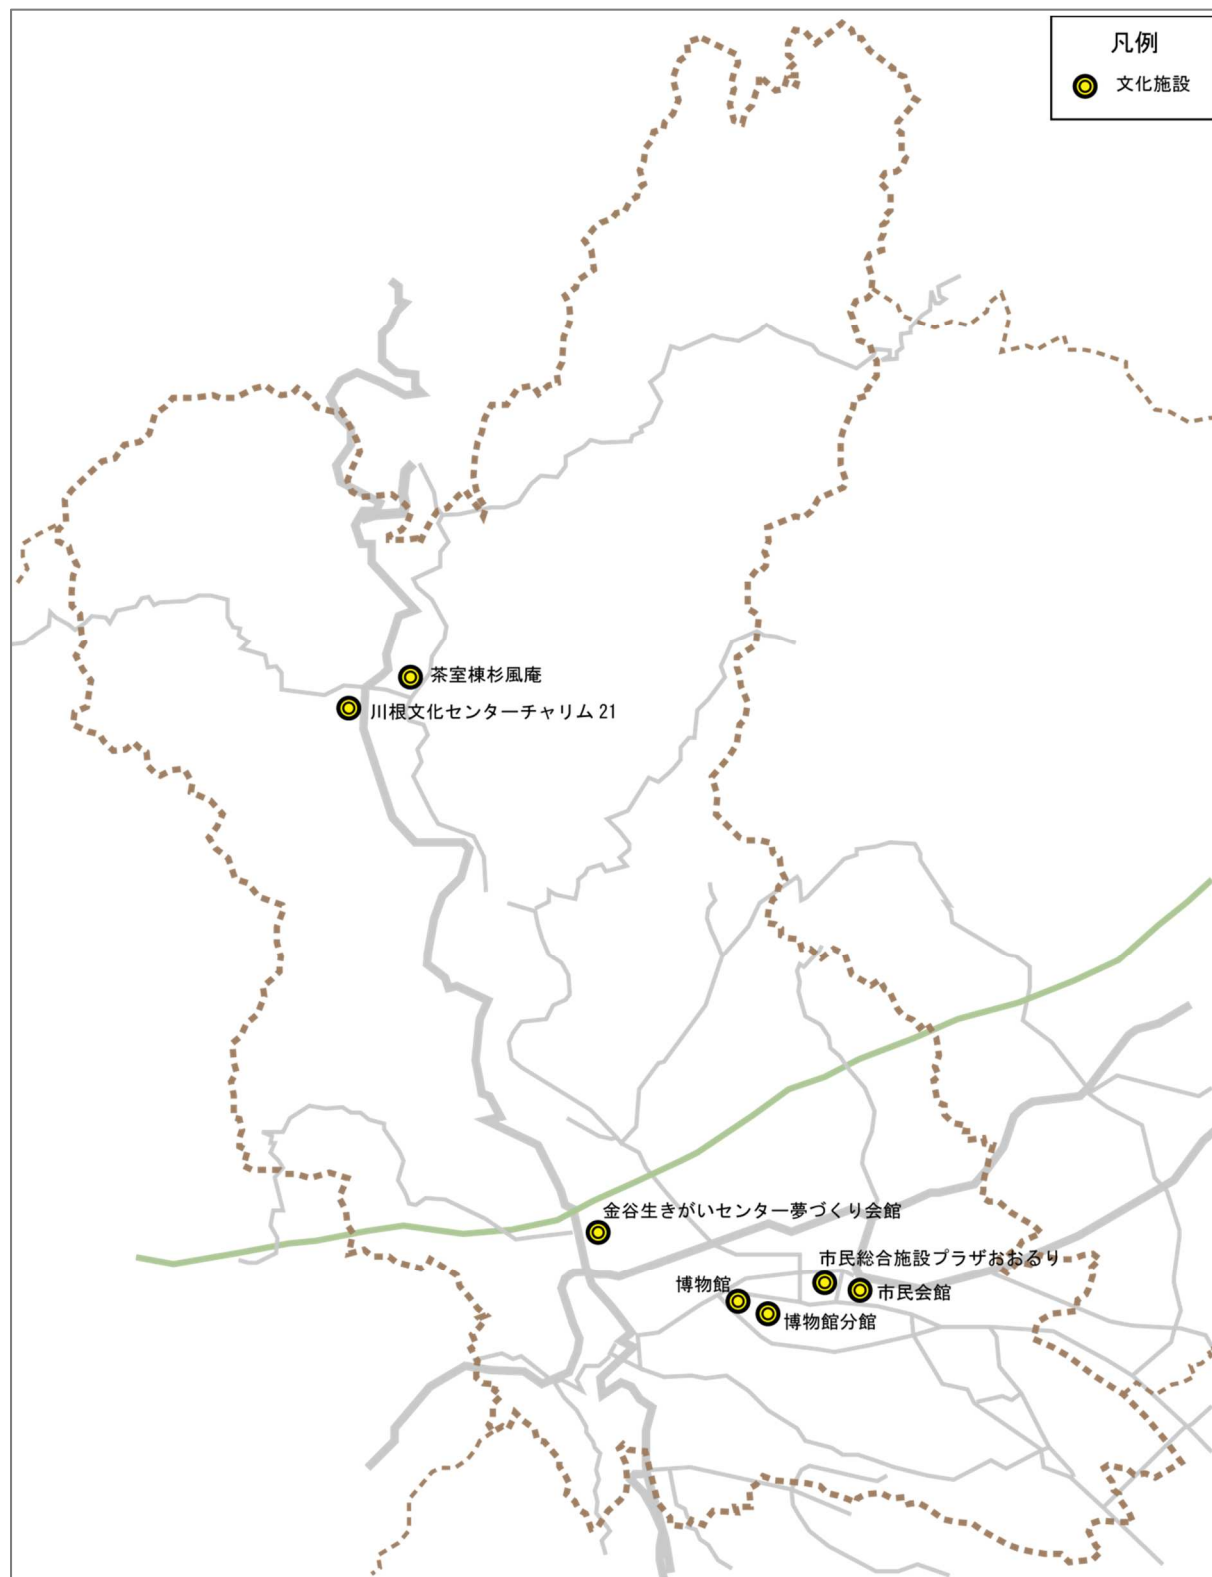 凡例
文化施設
茶室棟杉風庵
川根文化センターチャリム21
金谷生きがいセンター夢づくり会館
市民総合施設プラザおおるり
博物館
市民会館
博物館分館